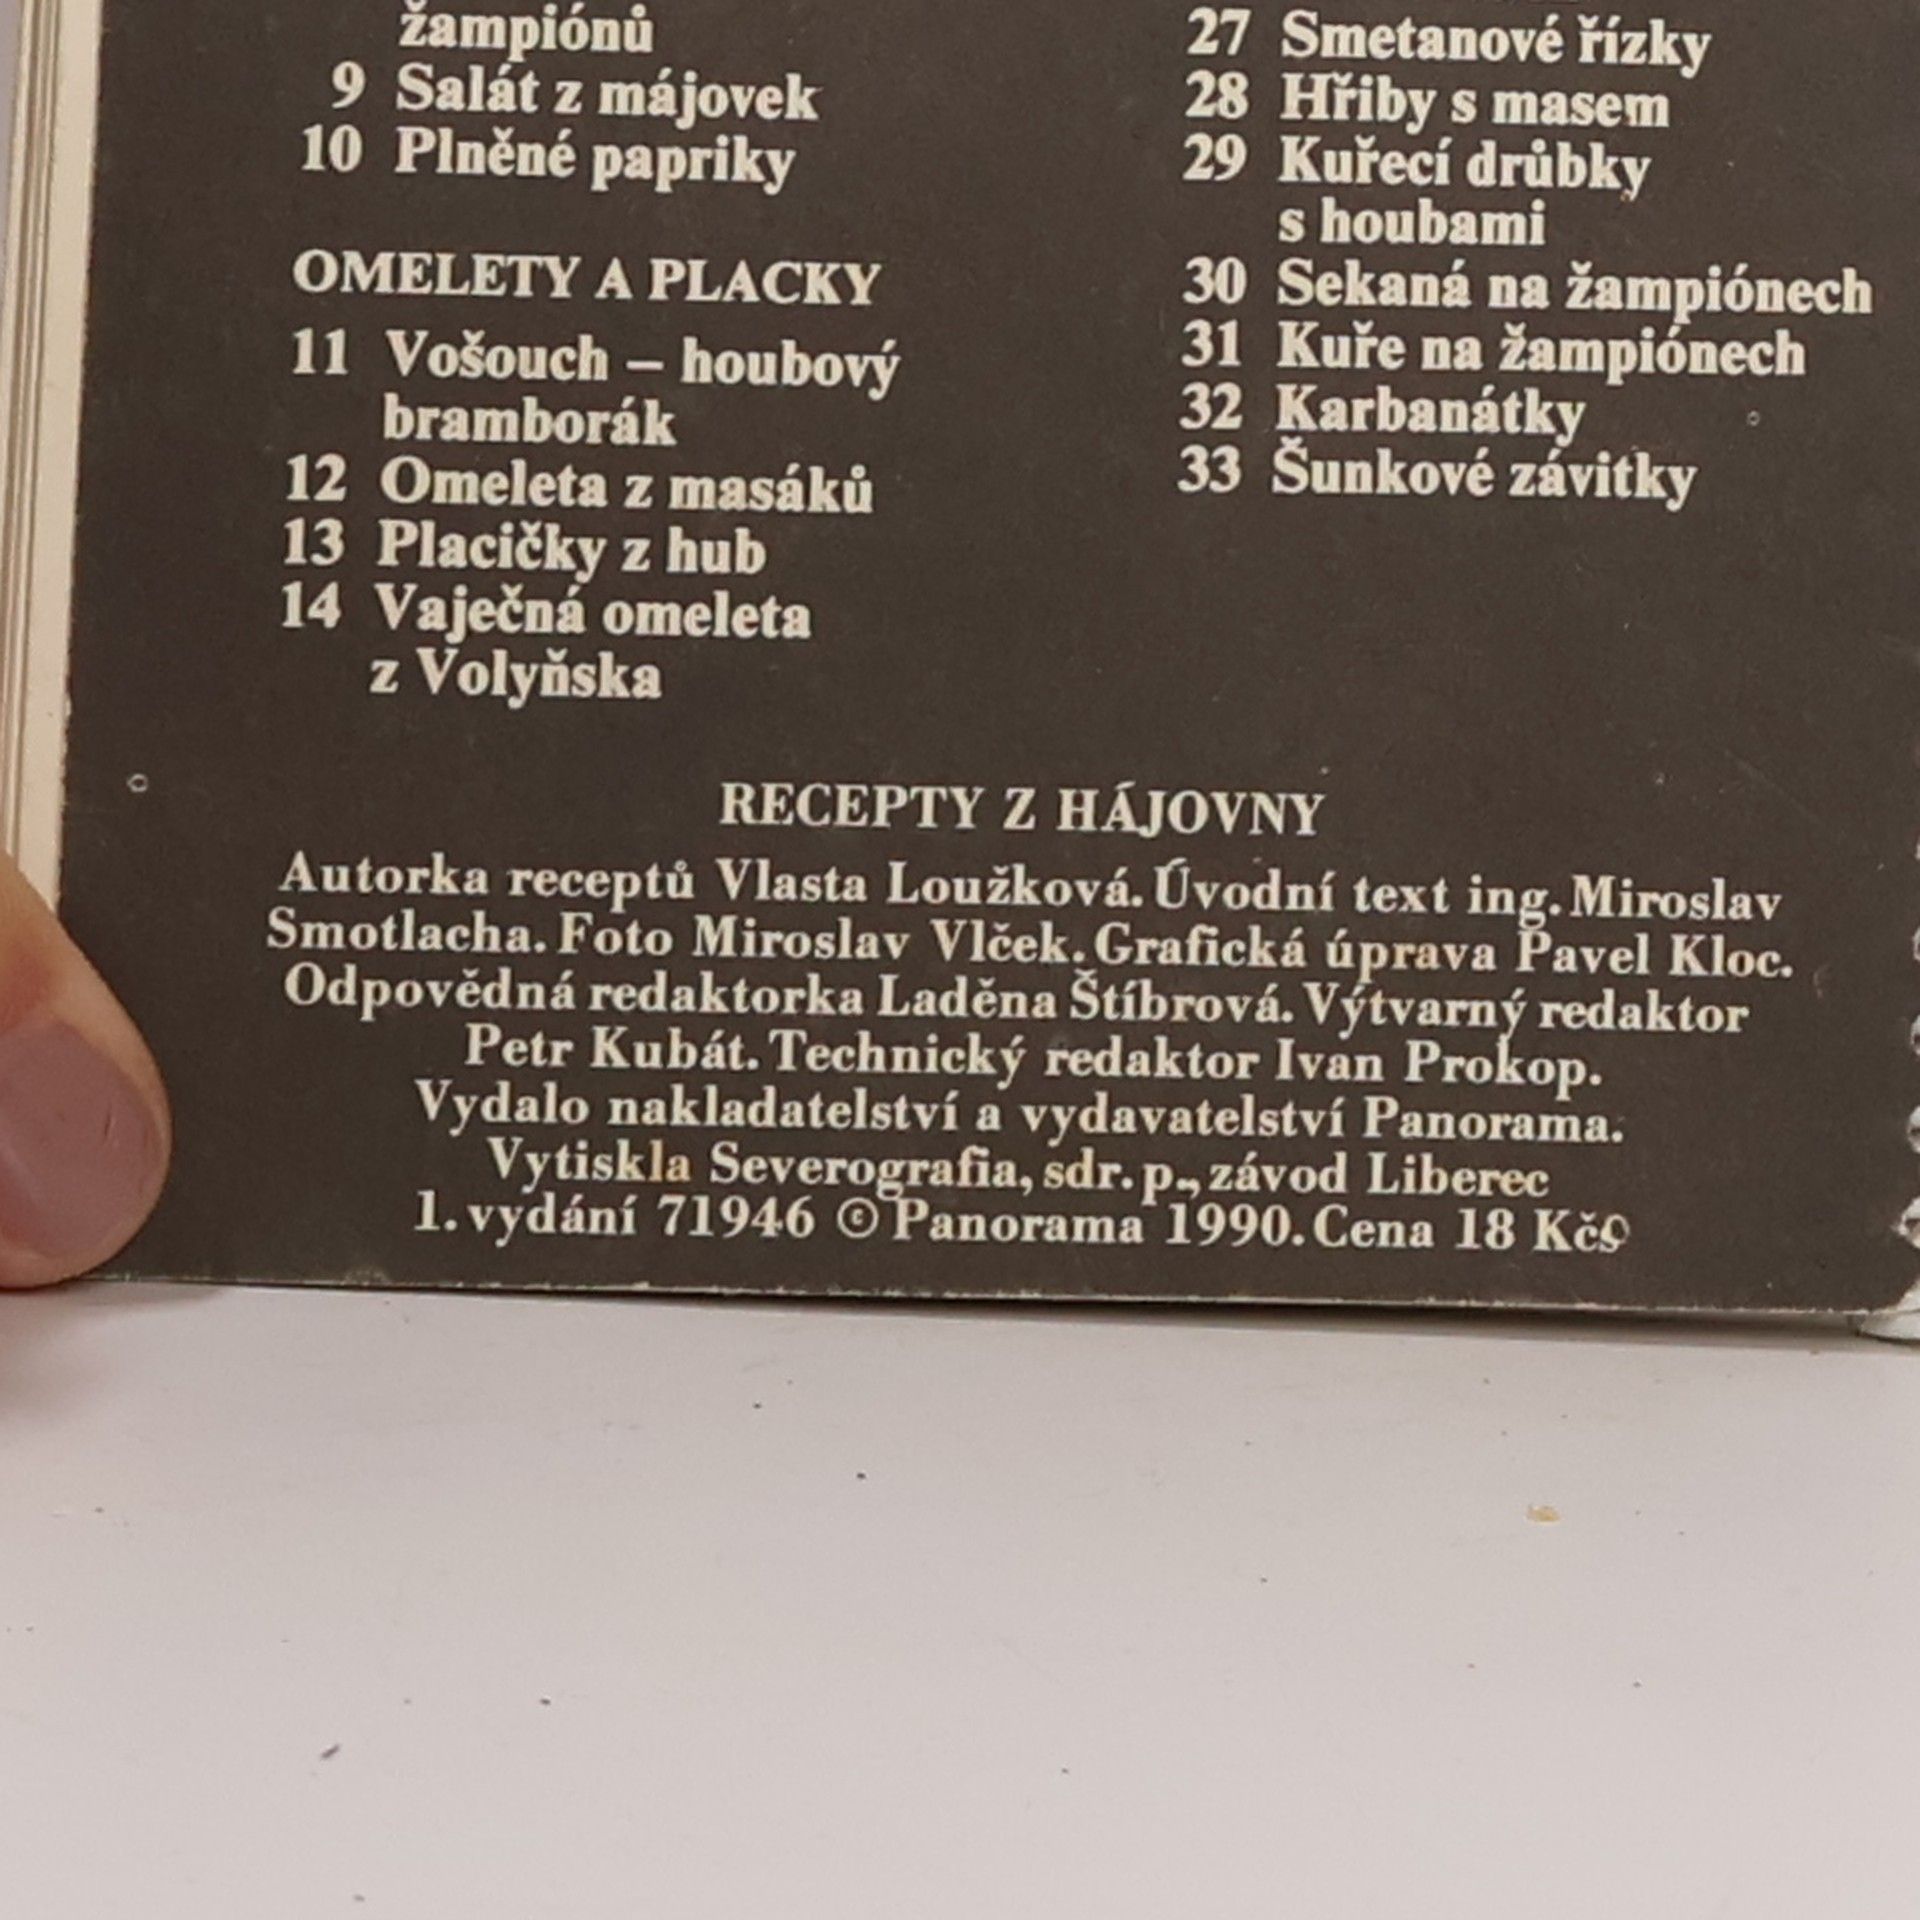 žampiónů
9 Salát z májovek
10 Plněné papriky
OMELETY A PLACKY
11 Vošouch – houbový
bramborák
12 Omeleta z masáků
13 Placičky z hub
14 Vaječná omeleta
z Volyňska
27 Smetanové řízky
28 Hřiby s masem
29 Kuřecí drůbky
s houbami
30 Sekaná na žampiónech
31 Kuře na žampiónech
32 Karbanátky
33 Šunkové závitky
RECEPTY Z HÁJOVNY
Autorka receptů Vlasta Loužková. Úvodní text ing. Miroslav
Smotlacha. Foto Miroslav Vlček. Grafická úprava Pavel Kloc.
Odpovědná redaktorka Laděna Štíbrová. Výtvarný redaktor
Petr Kubát. Technický redaktor Ivan Prokop.
Vydalo nakladatelství a vydavatelství Panorama.
Vytiskla Severografia, sdr. p., závod Liberec
1. vydání 71946 © Panorama 1990. Cena 18 Kčs